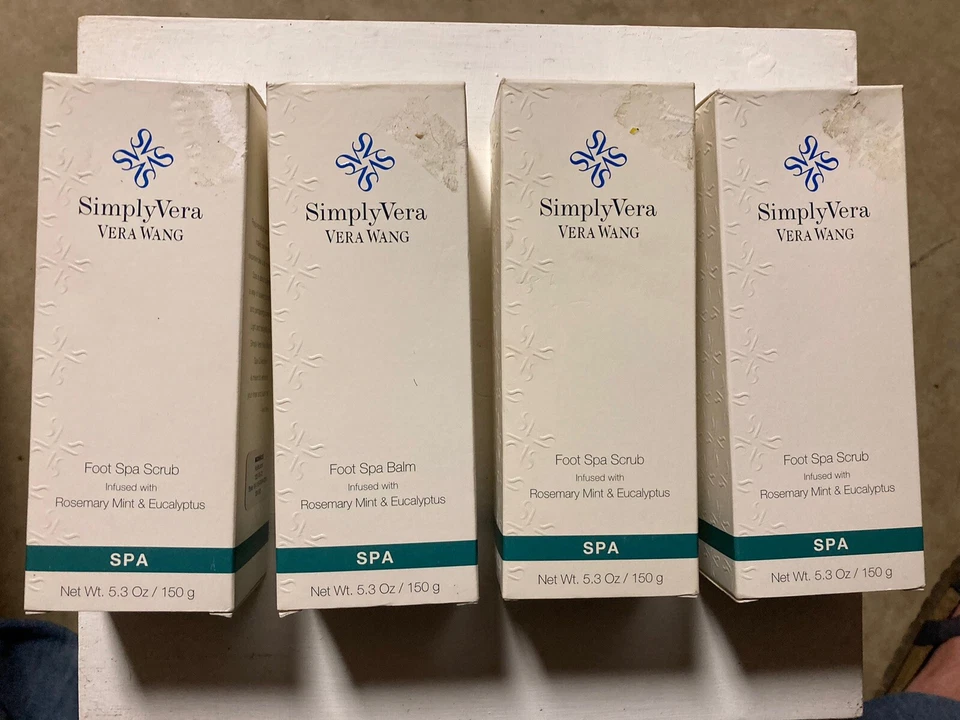 SimplyVera
VERA WANG
Foot Spa Scrub
Infused with
Rosemary Mint & Eucalyptus
SPA
Net Wt. 5.3 Oz / 150 g
SimplyVera
VERA WANG
Foot Spa Balm
Infused with
Rosemary Mint & Eucalyptus
SPA
Net Wt. 5.3 Oz / 150 g
SimplyVera
VERA WANG
Foot Spa Scrub
Infused with
Rosemary Mint & Eucalyptus
SPA
Net Wt. 5.3 Oz / 150 g
SimplyVera
VERA WANG
Foot Spa Scrub
Infused with
Rosemary Mint & Eucalyptus
SPA
Net Wt. 5.3 Oz / 150 g